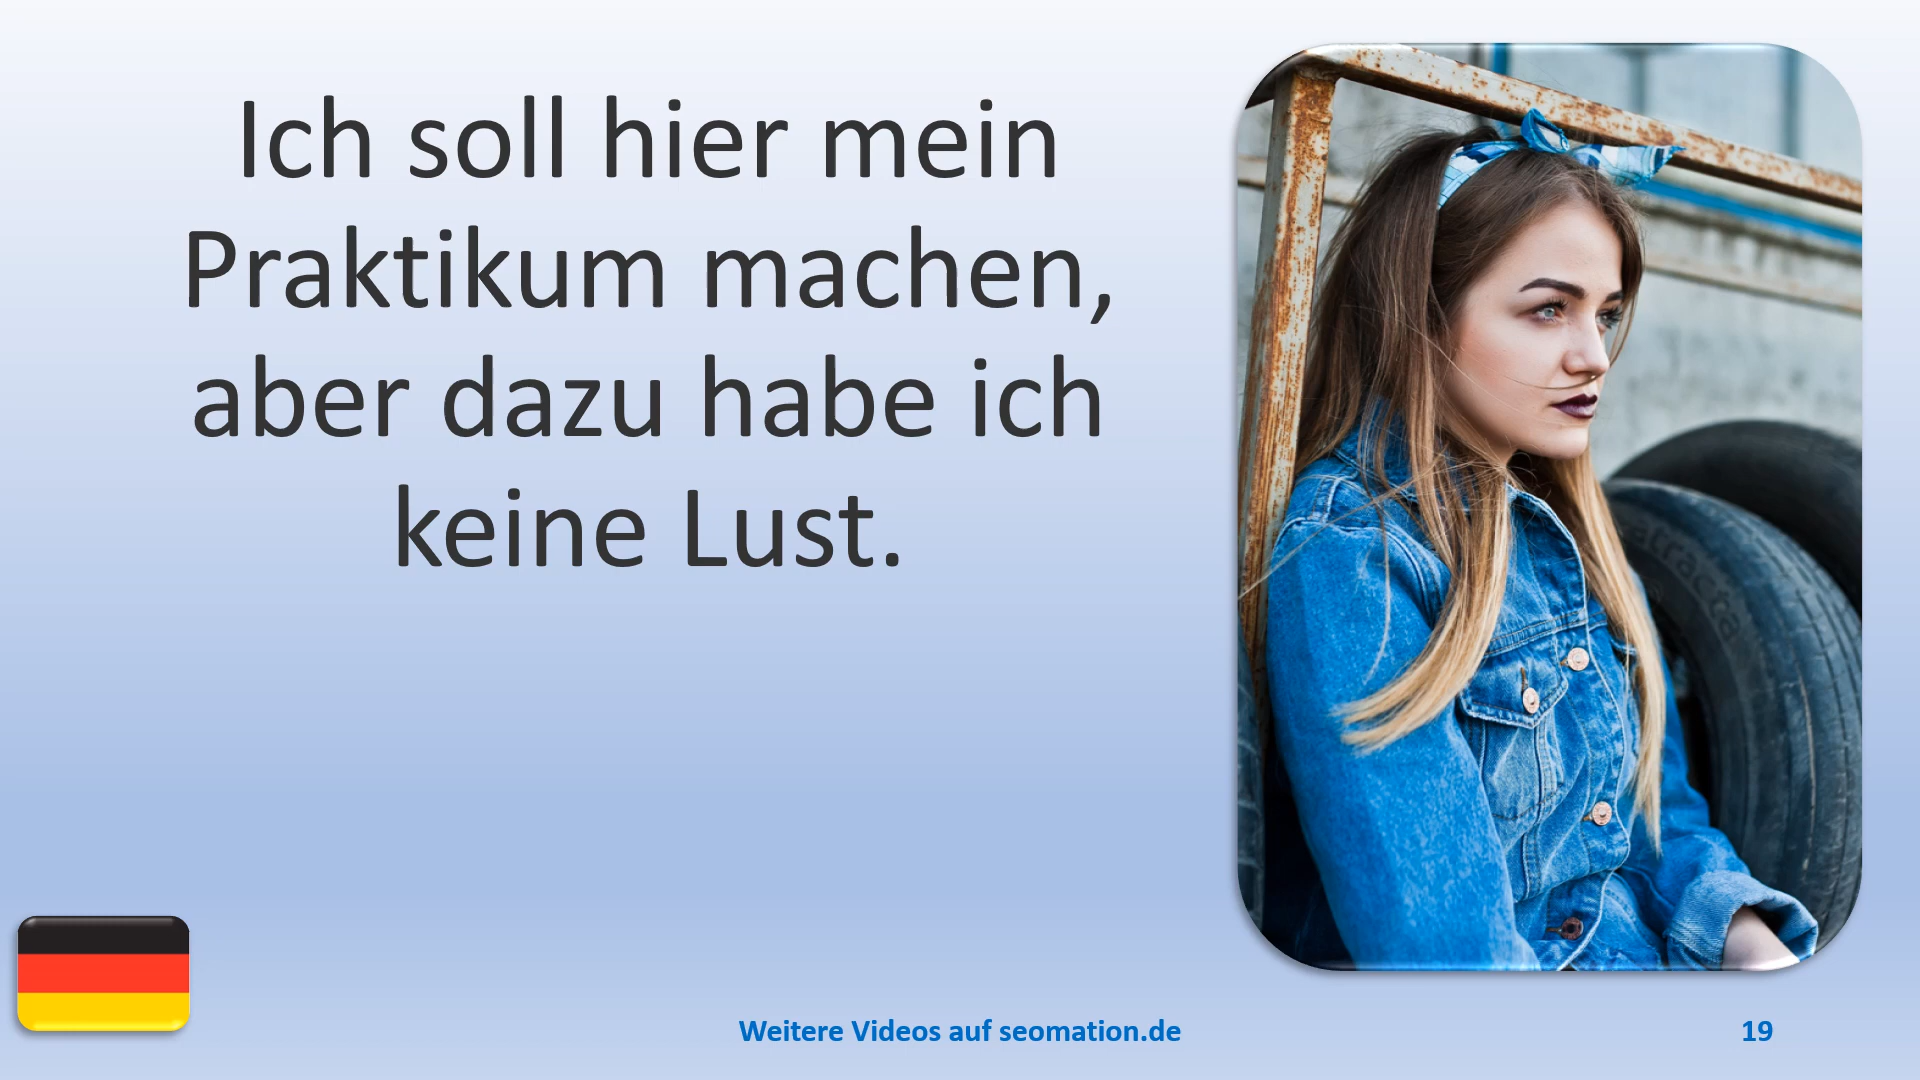 Ich soll hier mein
Praktikum machen,
aber dazu habe ich
keine Lust.
Weitere Videos auf seomation.de
19